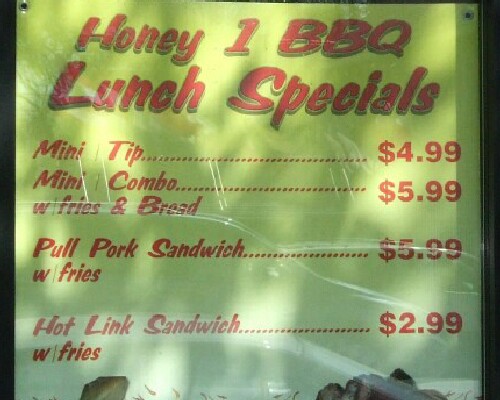 Honey 1 BBQ
Lunch Specials
Mini Tip............................................ $4.99
Mini Combo..................................... $5.99
w/fries & Bread
Pull Pork Sandwich........................ $5.99
w/fries
Hot Link Sandwich......................... $2.99
w/fries